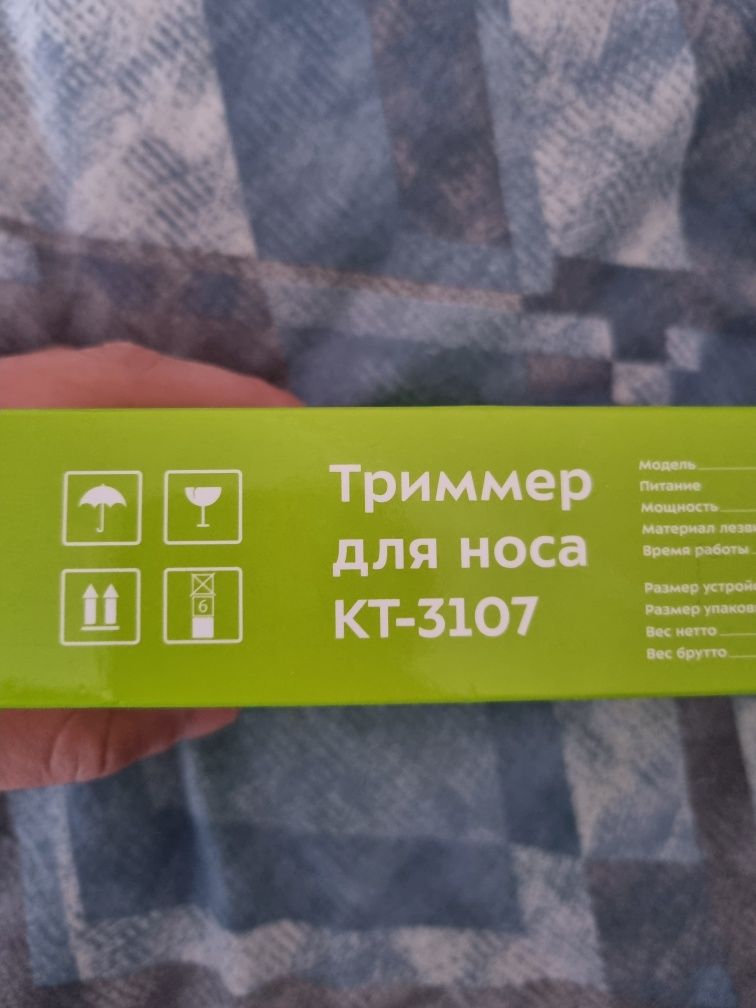 Триммер
для носа
КТ-3107
6
Модель
Питание
Мощность
Материал
Время работы
Размер
Размер
Вес нетто
Вес брутто